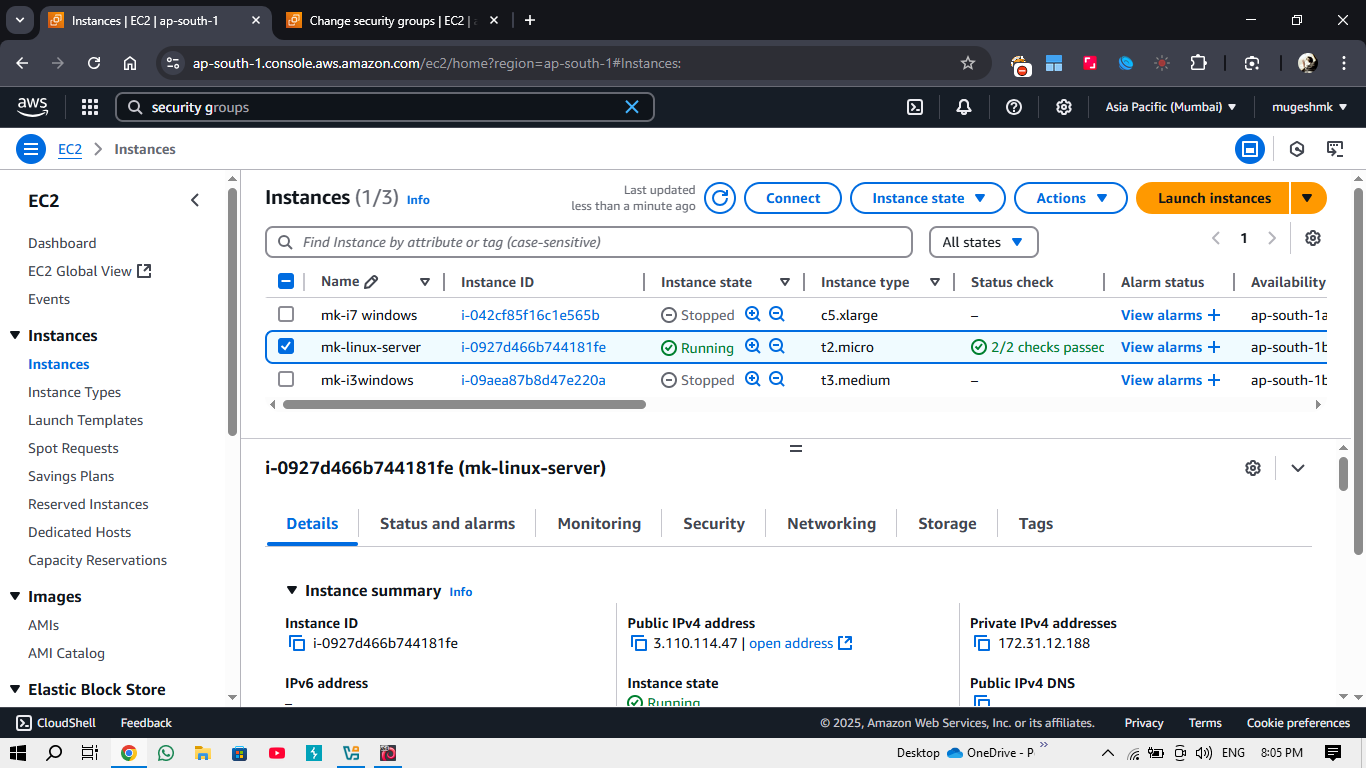 Instances | EC2 | ap-south-1
Change security groups | EC2 | a
ap-south-1.console.aws.amazon.com/ec2/home?region=ap-south-1#Instances:
aws
security groups
Asia Pacific (Mumbai)
mugeshmk
EC2
Instances
EC2
Dashboard
EC2 Global View
Events
Instances
Instances
Instance Types
Launch Templates
Spot Requests
Savings Plans
Reserved Instances
Dedicated Hosts
Capacity Reservations
Images
AMIs
AMI Catalog
Elastic Block Store
Instances (1/3) Info
Last updated
less than a minute ago
Connect
Instance state
Actions
Launch instances
Find Instance by attribute or tag (case-sensitive)
All states
1
Name Instance ID Instance state Instance type Status check Alarm status Availability
mk-i7 windows i-042cf85f16c1e565b Stopped c5.xlarge – View alarms + ap-south-1a
mk-linux-server i-0927d466b744181fe Running t2.micro 2/2 checks passec View alarms + ap-south-1b
mk-i3windows i-09aea87b8d47e220a Stopped t3.medium – View alarms + ap-south-1b
i-0927d466b744181fe (mk-linux-server)
Details Status and alarms Monitoring Security Networking Storage Tags
Instance summary Info
Instance ID
i-0927d466b744181fe
Public IPv4 address
3.110.114.47 | open address
Private IPv4 addresses
172.31.12.188
IPv6 address
–
Instance state
Running
Public IPv4 DNS
CloudShell Feedback
© 2025, Amazon Web Services, Inc. or its affiliates. Privacy Terms Cookie preferences
Desktop OneDrive - P
ENG 8:05 PM